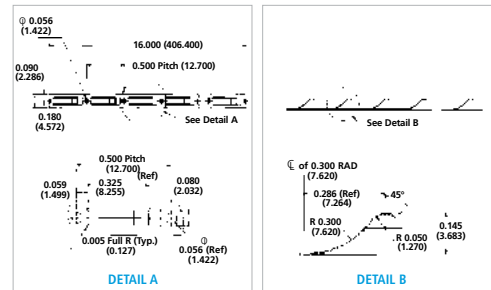 ⌀ 0.056
(1.422)
16.000 (406.400)
0.090
(2.286)
0.500 Pitch (12.700)
0.180
(4.572)
See Detail A
0.500 Pitch
(12.700)
(Ref)
0.059
(1.499)
0.325
(8.255)
0.080
(2.032)
0.005 Full R (Typ.)
(0.127)
⌀
0.056 (Ref)
(1.422)
DETAIL A
See Detail B
℄ of 0.300 RAD
(7.620)
0.286 (Ref)
(7.264)
45º
R 0.300
(7.620)
0.145
(3.683)
R 0.050
(1.270)
DETAIL B